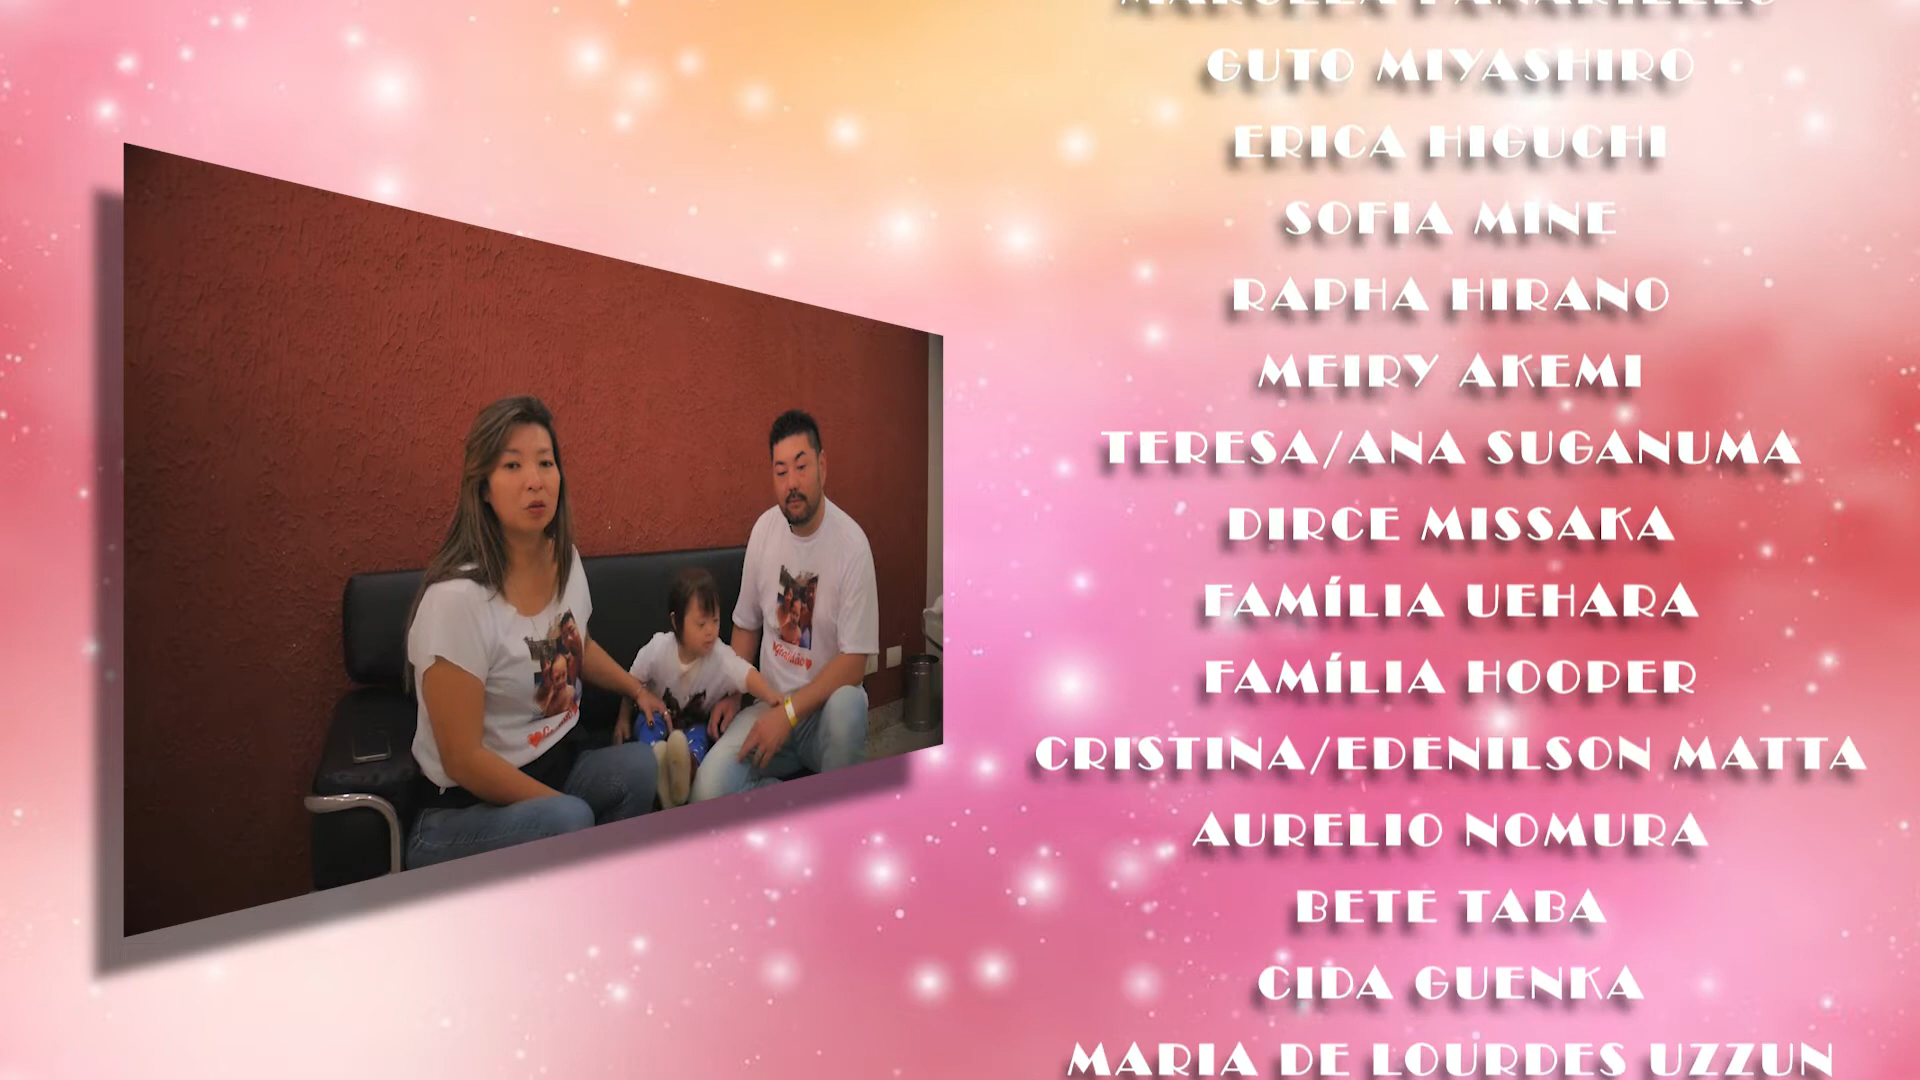 GUTO MIYASHIRO
ERICA HIGUCHI
SOFIA MINE
RAPHA HIRANO
MEIRY AKEMI
TERESA/ANA SUGANUMA
DIRCE MISSAKA
FAMÍLIA UEHARA
FAMÍLIA HOOPER
CRISTINA/EDENILSON MATTA
AURELIO NOMURA
BETE TABA
CIDA GUENKA
MARIA DE LOURDES UZZUN
Gratidão